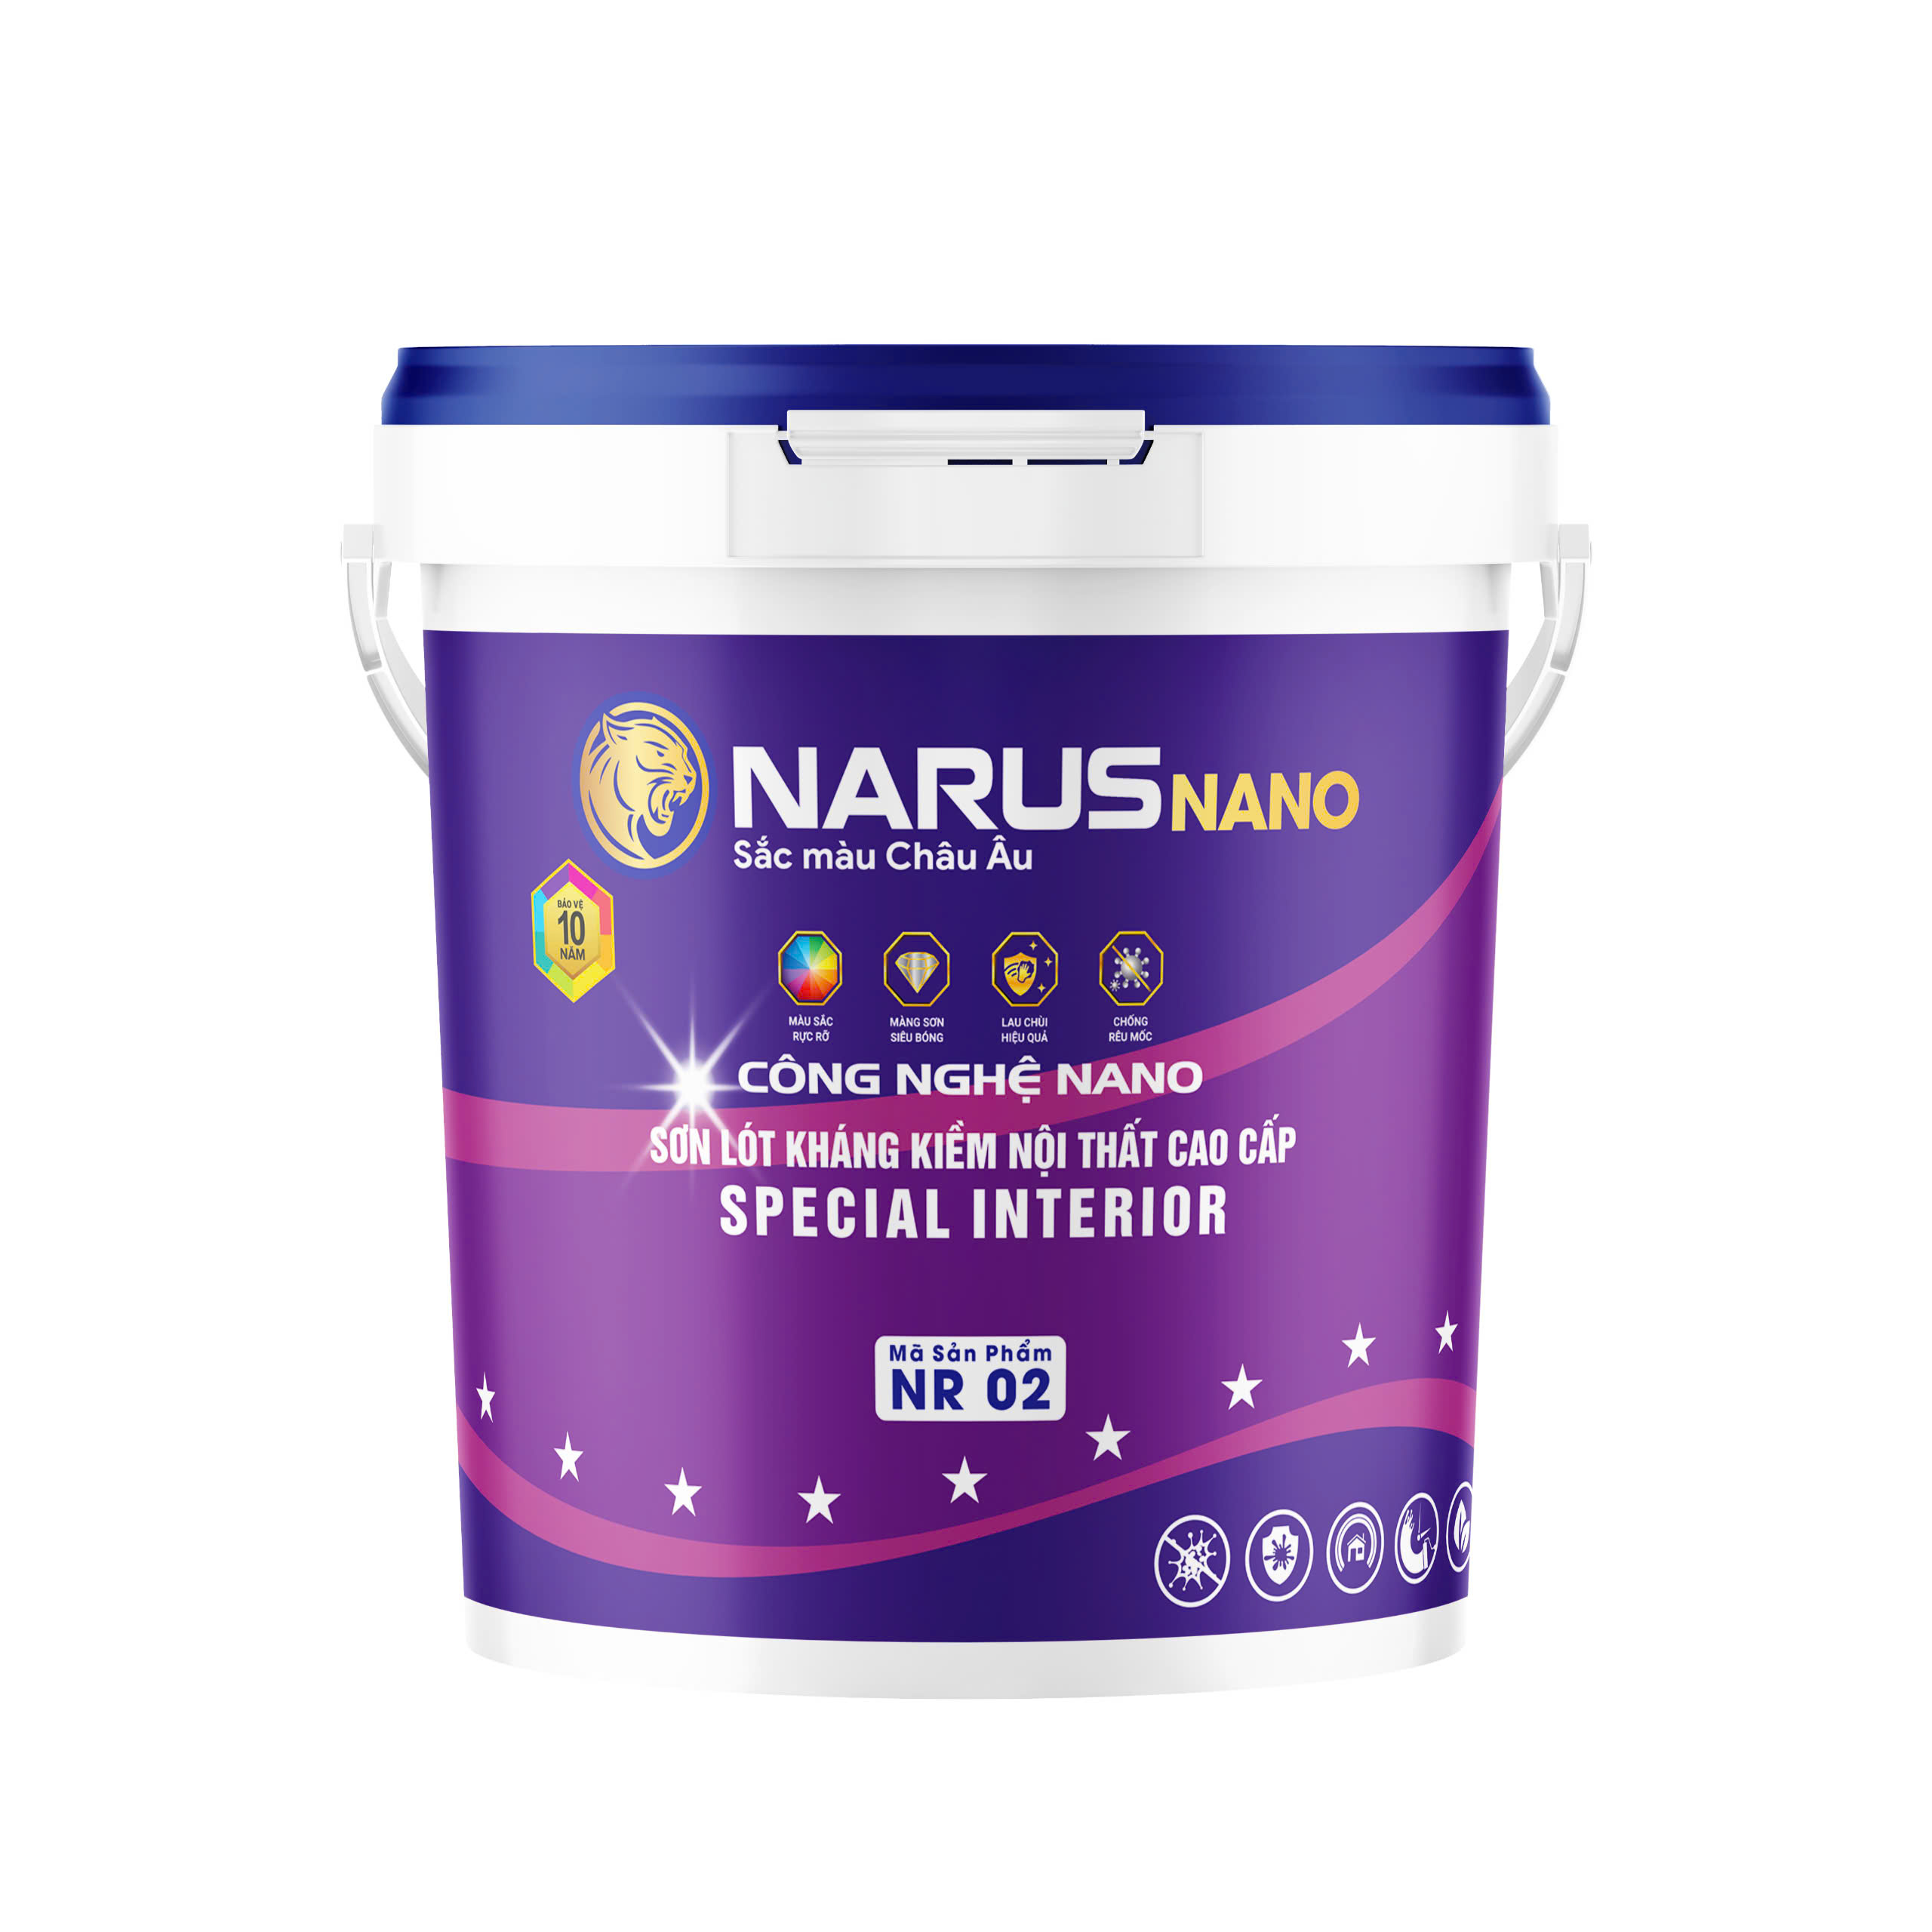 NARUS NANO
Sắc màu Châu Âu
BẢO VỆ
10
NĂM
MÀU SẮC
RỰC RỠ
MÀNG SƠN
SIÊU BÓNG
LAU CHÙI
HIỆU QUẢ
CHỐNG
RÊU MỐC
CÔNG NGHỆ NANO
SƠN LÓT KHÁNG KIỀM NỘI THẤT CAO CẤP
SPECIAL INTERIOR
Mã Sản Phẩm
NR 02